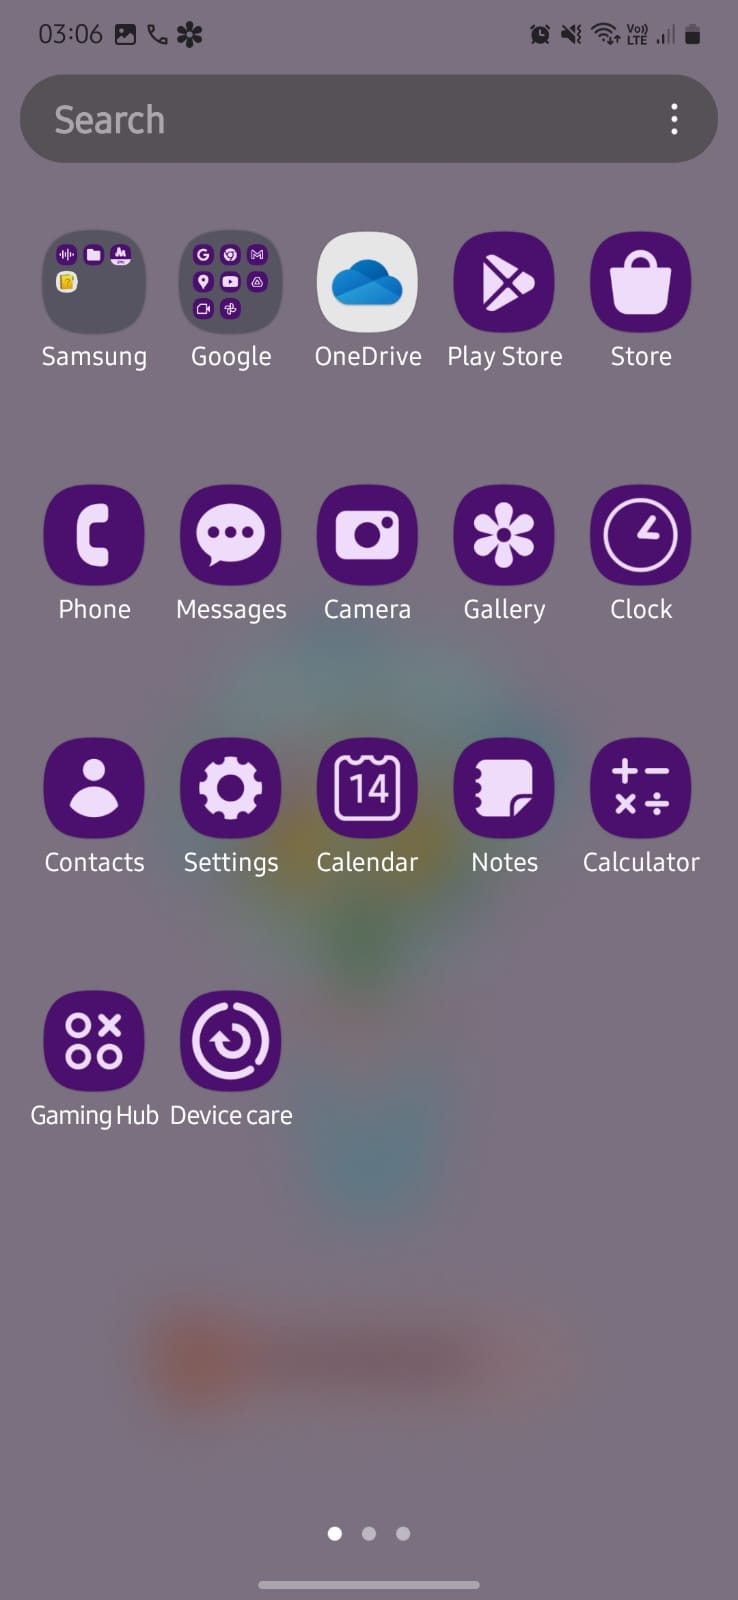 03:06 Vo)) LTE
Search
Samsung Google OneDrive Play Store Store
Phone Messages Camera Gallery Clock
14
Contacts Settings Calendar Notes Calculator
Gaming Hub Device care